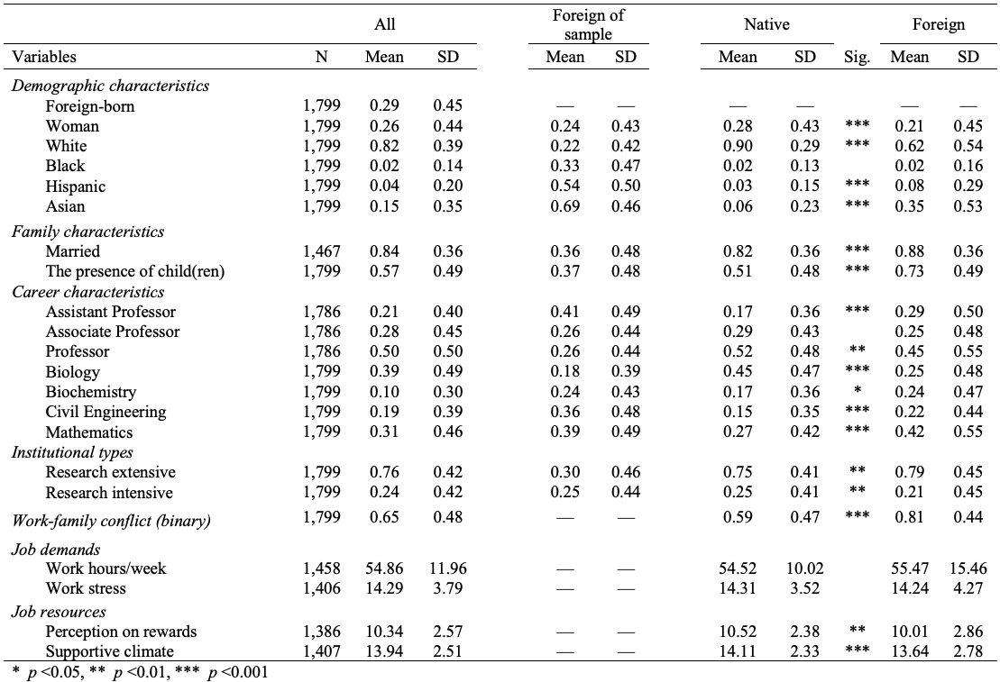 All Foreign of sample Native Foreign
Variables N Mean SD Mean SD Mean SD Sig. Mean SD
Demographic characteristics
Foreign-born 1,799 0.29 0.45 — — — — — —
Woman 1,799 0.26 0.44 0.24 0.43 0.28 0.43 *** 0.21 0.45
White 1,799 0.82 0.39 0.22 0.42 0.90 0.29 *** 0.62 0.54
Black 1,799 0.02 0.14 0.33 0.47 0.02 0.13 0.02 0.16
Hispanic 1,799 0.04 0.20 0.54 0.50 0.03 0.15 *** 0.08 0.29
Asian 1,799 0.15 0.35 0.69 0.46 0.06 0.23 *** 0.35 0.53
Family characteristics
Married 1,467 0.84 0.36 0.36 0.48 0.82 0.36 *** 0.88 0.36
The presence of child(ren) 1,799 0.57 0.49 0.37 0.48 0.51 0.48 *** 0.73 0.49
Career characteristics
Assistant Professor 1,786 0.21 0.40 0.41 0.49 0.17 0.36 *** 0.29 0.50
Associate Professor 1,786 0.28 0.45 0.26 0.44 0.29 0.43 0.25 0.48
Professor 1,786 0.50 0.50 0.26 0.44 0.52 0.48 ** 0.45 0.55
Biology 1,799 0.39 0.49 0.18 0.39 0.45 0.47 *** 0.25 0.48
Biochemistry 1,799 0.10 0.30 0.24 0.43 0.17 0.36 * 0.24 0.47
Civil Engineering 1,799 0.19 0.39 0.36 0.48 0.15 0.35 *** 0.22 0.44
Mathematics 1,799 0.31 0.46 0.39 0.49 0.27 0.42 *** 0.42 0.55
Institutional types
Research extensive 1,799 0.76 0.42 0.30 0.46 0.75 0.41 ** 0.79 0.45
Research intensive 1,799 0.24 0.42 0.25 0.44 0.25 0.41 ** 0.21 0.45
Work-family conflict (binary) 1,799 0.65 0.48 — — 0.59 0.47 *** 0.81 0.44
Job demands
Work hours/week 1,458 54.86 11.96 — — 54.52 10.02 55.47 15.46
Work stress 1,406 14.29 3.79 — — 14.31 3.52 14.24 4.27
Job resources
Perception on rewards 1,386 10.34 2.57 — — 10.52 2.38 ** 10.01 2.86
Supportive climate 1,407 13.94 2.51 — — 14.11 2.33 *** 13.64 2.78
* p <0.05, ** p <0.01, *** p <0.001